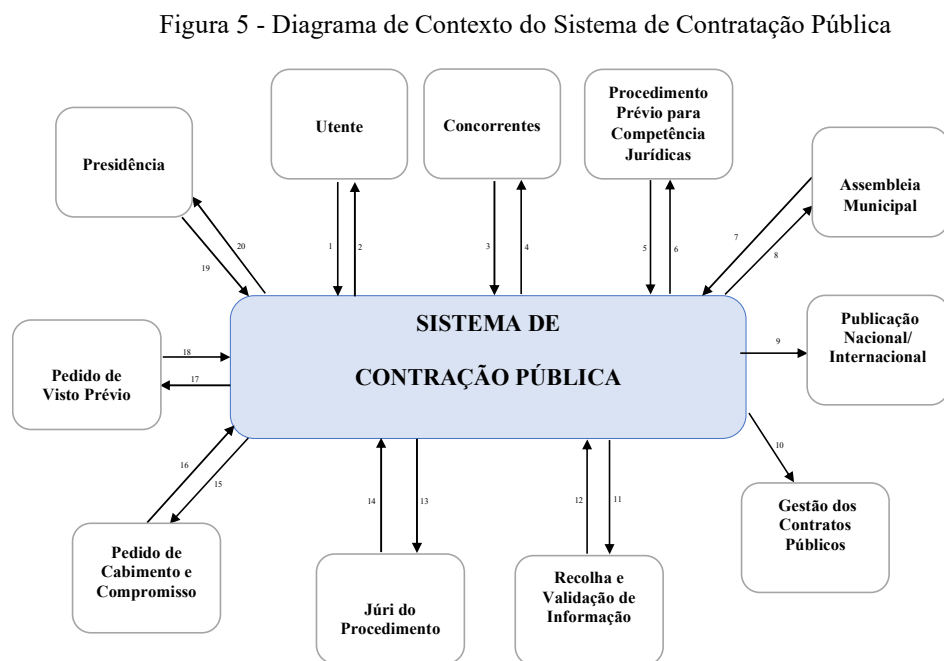 Figura 5 - Diagrama de Contexto do Sistema de Contratação Pública
Presidência
Utente
Concorrentes
Procedimento
Prévio para
Competência
Jurídicas
Assembleia
Municipal
1
2
3
4
5
6
7
8
20
19
SISTEMA DE
CONTRAÇÃO PÚBLICA
Publicação
Nacional/
Internacional
9
18
17
Pedido de
Visto Prévio
10
16
15
14
13
12
11
Gestão dos
Contratos
Públicos
Pedido de
Cabimento e
Compromisso
Júri do
Procedimento
Recolha e
Validação de
Informação